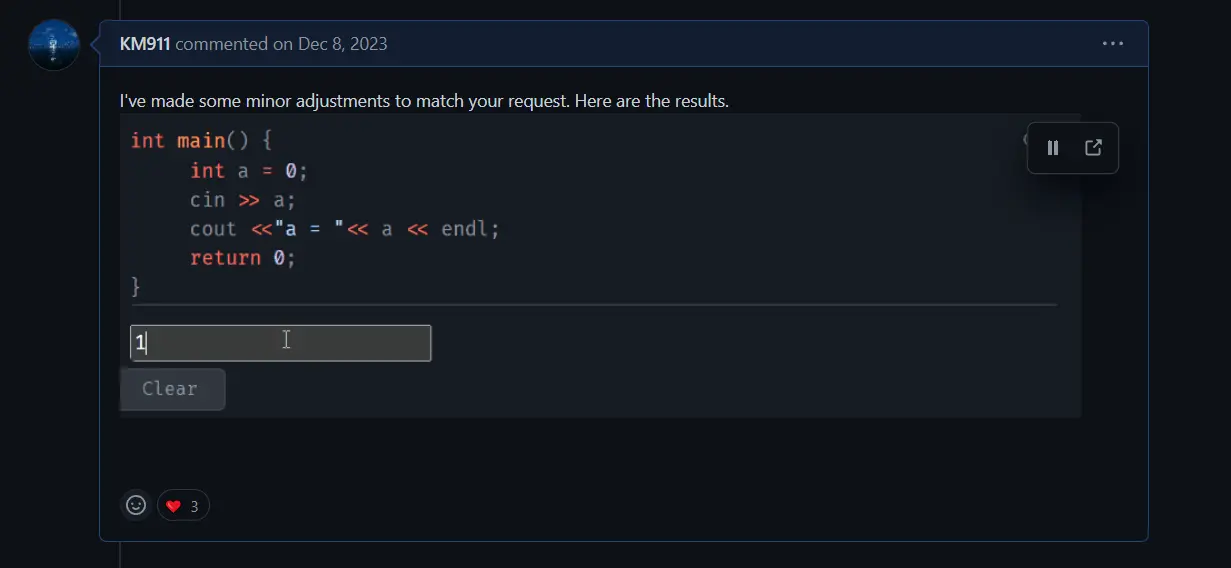 KM911 commented on Dec 8, 2023
I've made some minor adjustments to match your request. Here are the results.
int main() {
int a = 0;
cin >> a;
cout <<"a = "<< a << endl;
return 0;
}
1
Clear
3